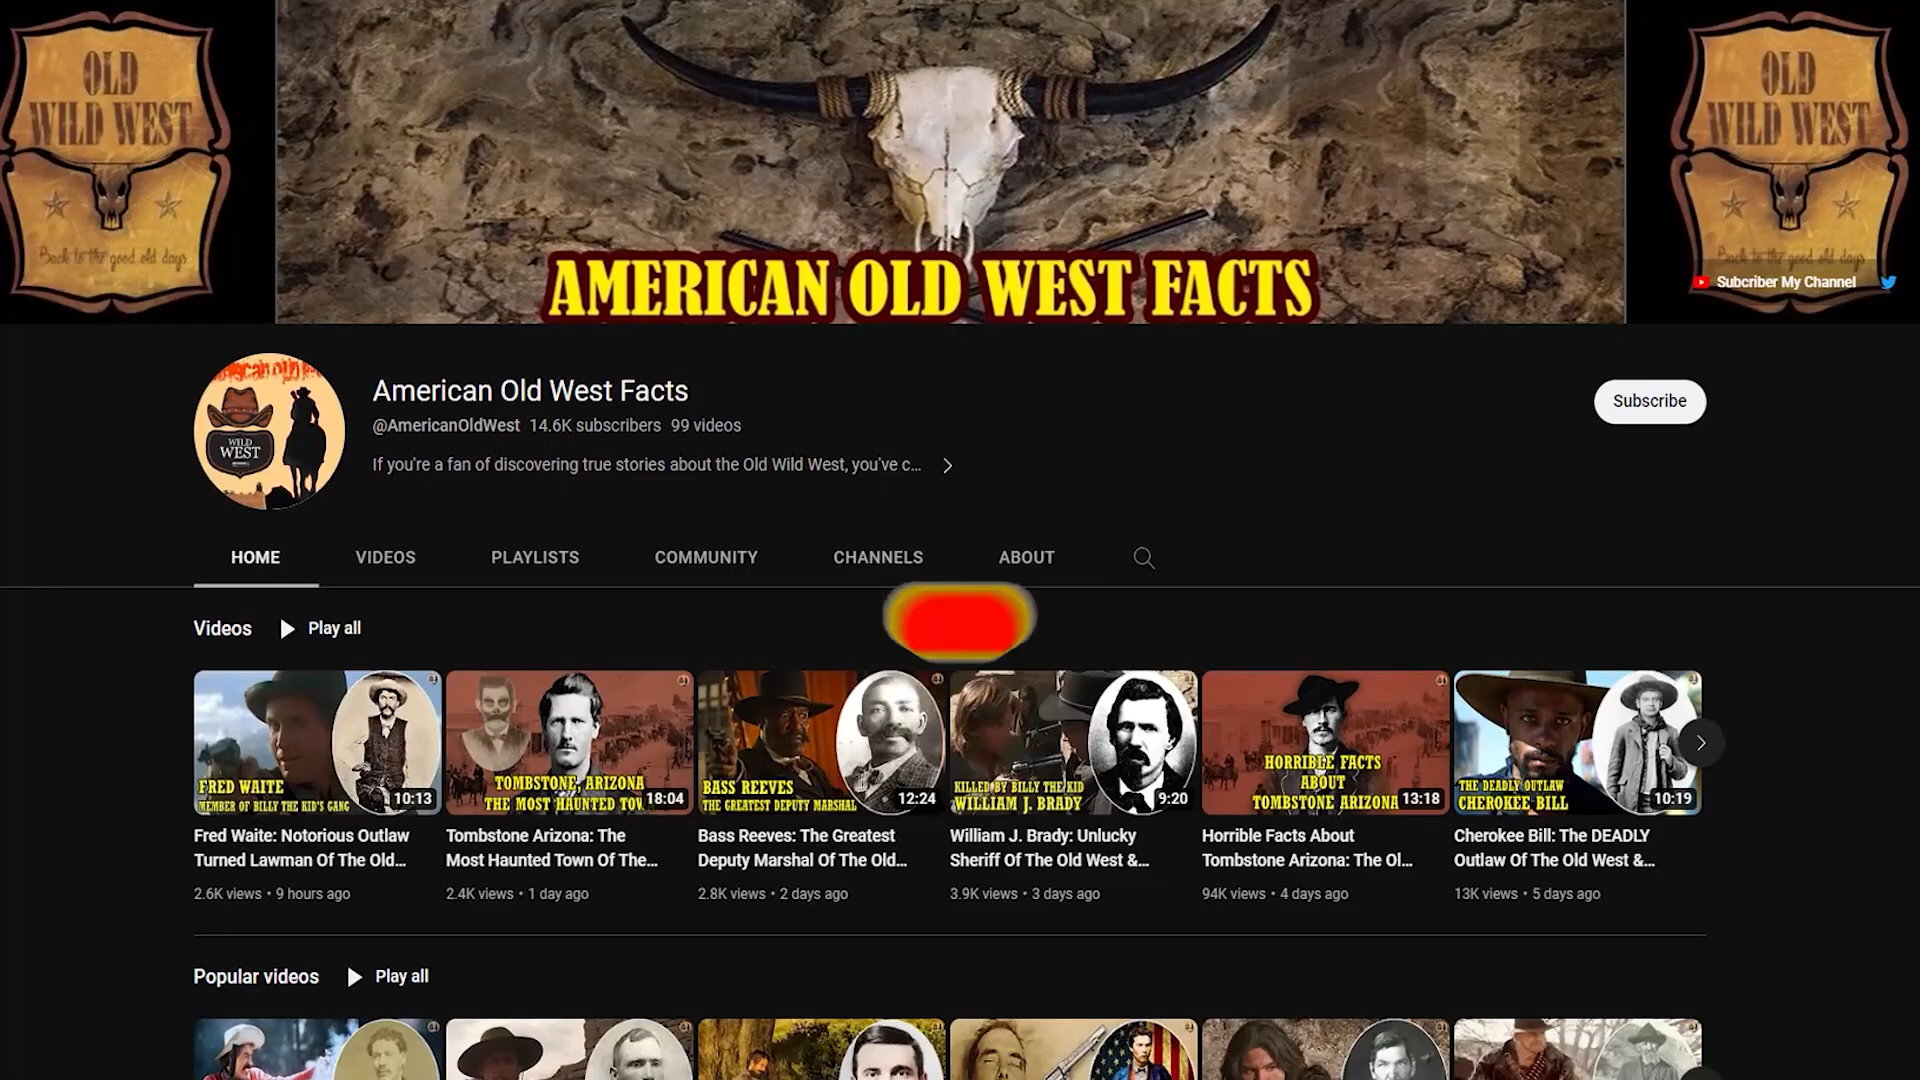 OLD
WILD WEST
Back to the good old days
OLD
WILD WEST
Back to the good old days
AMERICAN OLD WEST FACTS
Subcriber My Channel
WILD
WEST
American Old West Facts
@AmericanOldWest 14.6K subscribers 99 videos
If you're a fan of discovering true stories about the Old Wild West, you've c...
Subscribe
HOME VIDEOS PLAYLISTS COMMUNITY CHANNELS ABOUT
Videos Play all
FRED WAITE
MEMBER OF BILLY THE KID'S GANG
10:13
TOMBSTONE, ARIZONA
THE MOST HAUNTED TOW
18:04
BASS REEVES
THE GREATEST DEPUTY MARSHAL
12:24
KILLED BY BILLY THE KID
WILLIAM J. BRADY
9:20
HORRIBLE FACTS
ABOUT
TOMBSTONE ARIZONA
13:18
THE DEADLY OUTLAW
CHEROKEE BILL
10:19
Fred Waite: Notorious Outlaw
Turned Lawman Of The Old...
2.6K views • 9 hours ago
Tombstone Arizona: The
Most Haunted Town Of The...
2.4K views • 1 day ago
Bass Reeves: The Greatest
Deputy Marshal Of The Old...
2.8K views • 2 days ago
William J. Brady: Unlucky
Sheriff Of The Old West &...
3.9K views • 3 days ago
Horrible Facts About
Tombstone Arizona: The Ol...
94K views • 4 days ago
Cherokee Bill: The DEADLY
Outlaw Of The Old West &...
13K views • 5 days ago
Popular videos Play all